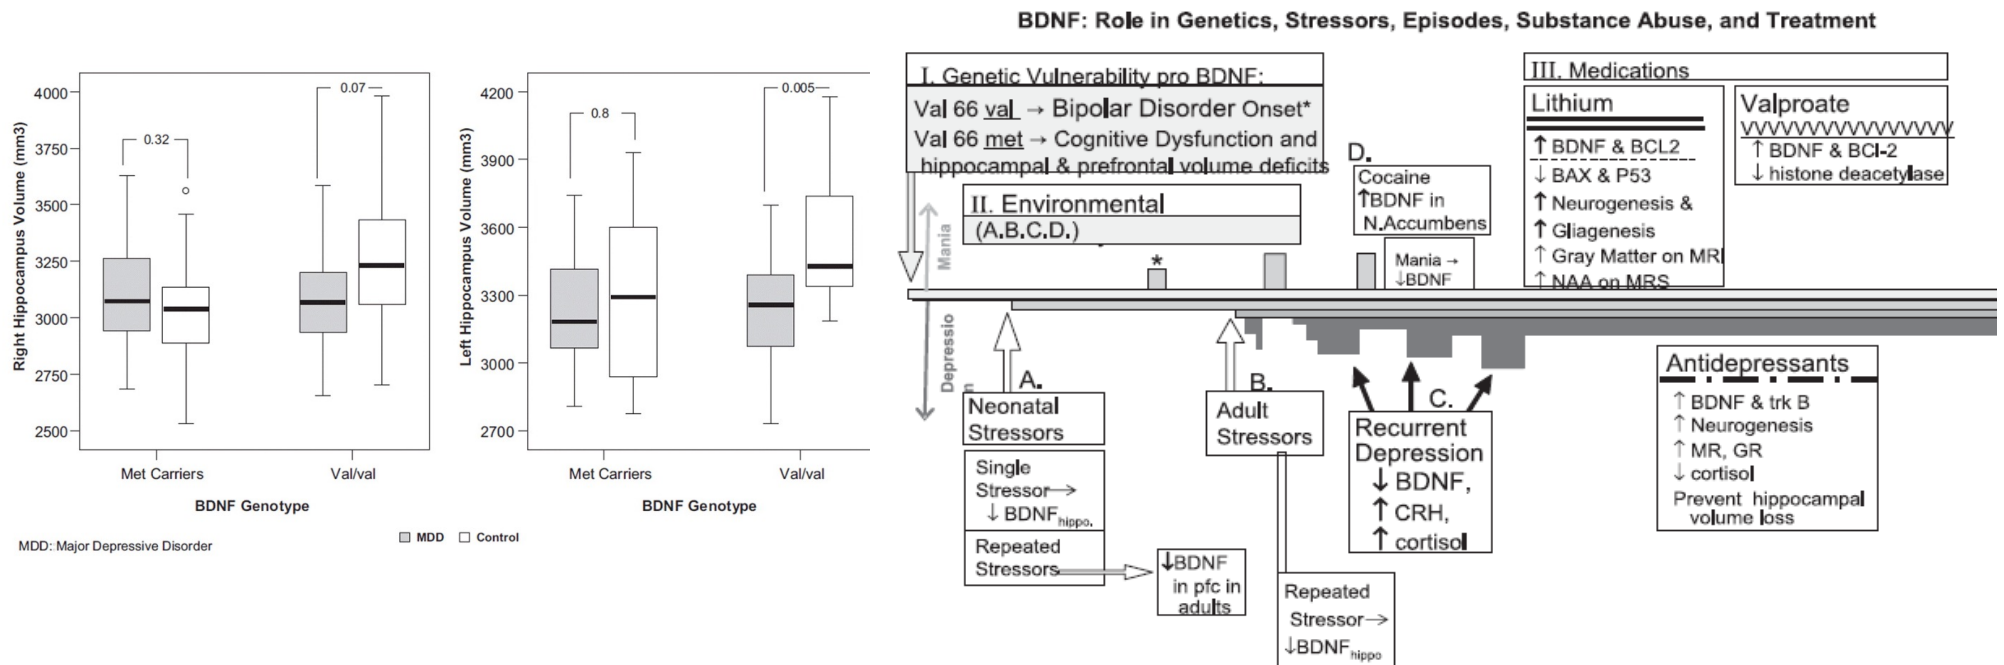 Right Hippocampus Volume (mm3)
4000
3750
3500
3250
3000
2750
2500
0.32
0.07
Met Carriers
Val/val
BDNF Genotype
MDD: Major Depressive Disorder
Left Hippocampus Volume (mm3)
4200
3900
3600
3300
3000
2700
0.8
0.005
Met Carriers
Val/val
BDNF Genotype
MDD
Control
BDNF: Role in Genetics, Stressors, Episodes, Substance Abuse, and Treatment
I. Genetic Vulnerability pro BDNF:
Val 66 val → Bipolar Disorder Onset*
Val 66 met → Cognitive Dysfunction and
hippocampal & prefrontal volume deficits
II. Environmental
(A.B.C.D.)
Mania
Depression
*
D.
Cocaine
↑BDNF in
N.Accumbens
Mania →
↓BDNF
III. Medications
Lithium
↑ BDNF & BCL2
↓ BAX & P53
↑ Neurogenesis &
↑ Gliagenesis
↑ Gray Matter on MRI
↑ NAA on MRS
Valproate
VVVVVVVVVVVVVVVV
↑ BDNF & BCl-2
↓ histone deacetylase
A.
Neonatal
Stressors
Single
Stressor→
↓ BDNFhippo.
Repeated
Stressors
↓BDNF
in pfc in
adults
B.
Adult
Stressors
Repeated
Stressor→
↓BDNFhippo
C.
Recurrent
Depression
↓ BDNF,
↑ CRH,
↑ cortisol
Antidepressants
↑ BDNF & trk B
↑ Neurogenesis
↑ MR, GR
↓ cortisol
Prevent hippocampal
volume loss